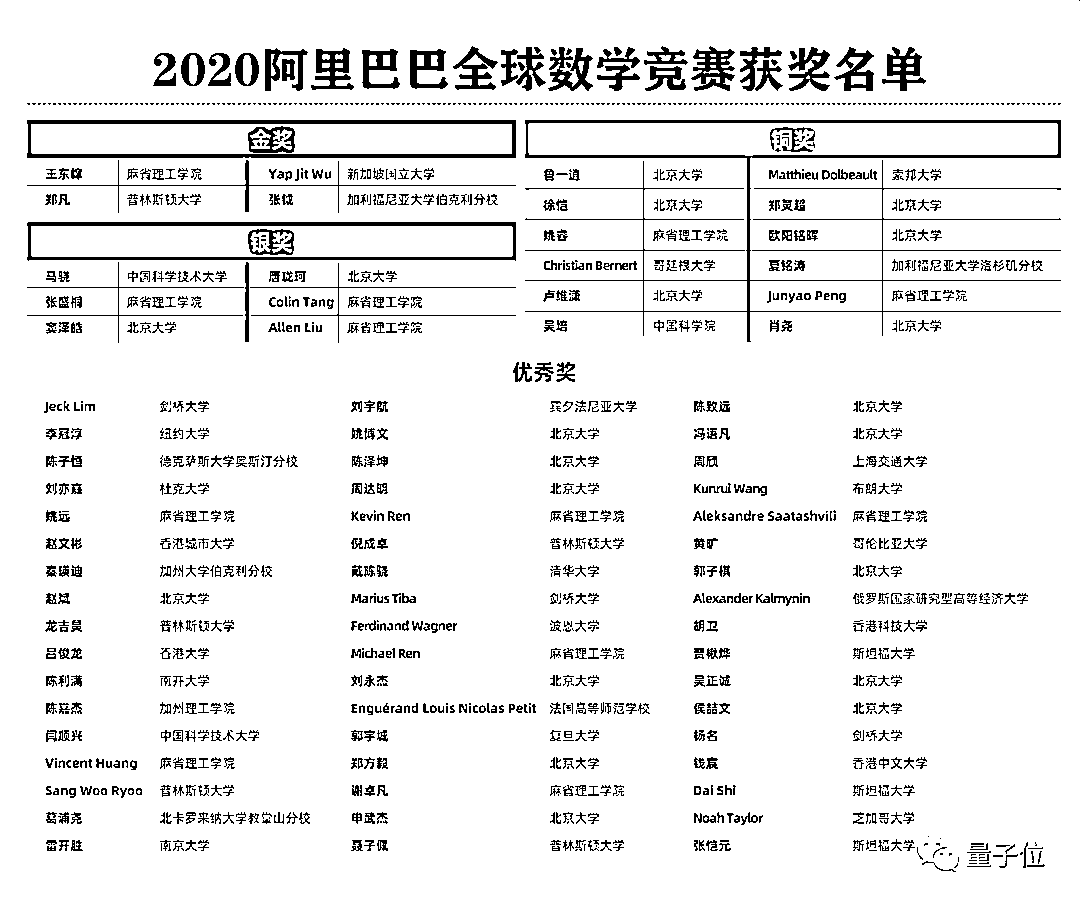 2020阿里巴巴全球数学竞赛获奖名单
金奖
王东皞 麻省理工学院 Yap Jit Wu 新加坡国立大学
郑凡 普林斯顿大学 张钺 加利福尼亚大学伯克利分校
银奖
马骁 中国科学技术大学 唐珑珂 北京大学
张盛桐 麻省理工学院 Colin Tang 麻省理工学院
窦泽皓 北京大学 Allen Liu 麻省理工学院
铜奖
鲁一逍 北京大学 Matthieu Dolbeault 索邦大学
徐恺 北京大学 郑灵超 北京大学
姚睿 麻省理工学院 欧阳铭晖 北京大学
Christian Bernert 哥廷根大学 夏铭涛 加利福尼亚大学洛杉矶分校
卢维潇 北京大学 Junyao Peng 麻省理工学院
吴培 中国科学院 肖尧 北京大学
优秀奖
Jeck Lim 剑桥大学 刘宇航 宾夕法尼亚大学 陈致远 北京大学
李冠淳 纽约大学 姚博文 北京大学 冯语凡 北京大学
陈子恒 德克萨斯大学奥斯汀分校 陈泽坤 北京大学 周欣 上海交通大学
刘亦 杜克大学 周达明 北京大学 Kunrui Wang 布朗大学
姚远 麻省理工学院 Kevin Ren 麻省理工学院 Aleksandre Saatashvili 麻省理工学院
赵文彬 香港城市大学 倪成卓 普林斯顿大学 黄旷 哥伦比亚大学
秦瑛迪 加州大学伯克利分校 戴陈骁 清华大学 郭子棋 北京大学
赵斌 北京大学 Marius Tiba 剑桥大学 Alexander Kalmynin 俄罗斯国家研究型高等经济大学
龙吉昊 普林斯顿大学 Ferdinand Wagner 波恩大学 胡卫 香港科技大学
吕俊龙 香港大学 Michael Ren 麻省理工学院 贾楸烨 斯坦福大学
陈利满 南开大学 刘永杰 北京大学 吴正诚 北京大学
陈嘉杰 加州理工学院 Enguérand Louis Nicolas Petit 法国高等师范学校 侯喆文 北京大学
闫顺兴 中国科学技术大学 郭宇城 复旦大学 杨名 剑桥大学
Vincent Huang 麻省理工学院 郑方毅 北京大学 钱宸 香港中文大学
Sang Woo Ryoo 普林斯顿大学 谢卓凡 麻省理工学院 Dai Shi 斯坦福大学
葛浦尧 北卡罗来纳大学教堂山分校 申武杰 北京大学 Noah Taylor 芝加哥大学
雷开胜 南京大学 聂子佩 普林斯顿大学 张恺元 斯坦福大学
量子位